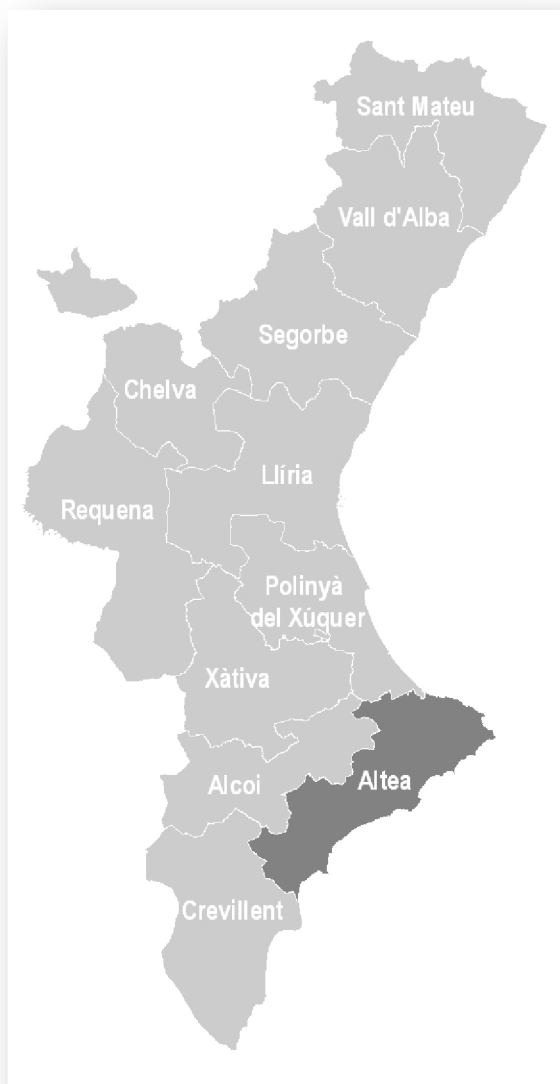 Sant Mateu
Vall d'Alba
Segorbe
Chelva
Llíria
Requena
Polinyà
del Xúquer
Xàtiva
Alcoi
Altea
Crevillent